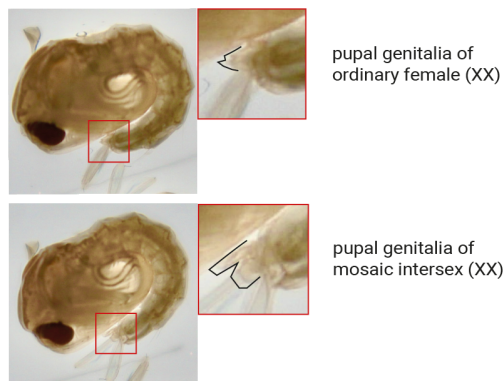 pupal genitalia of
ordinary female (XX)
pupal genitalia of
mosaic intersex (XX)